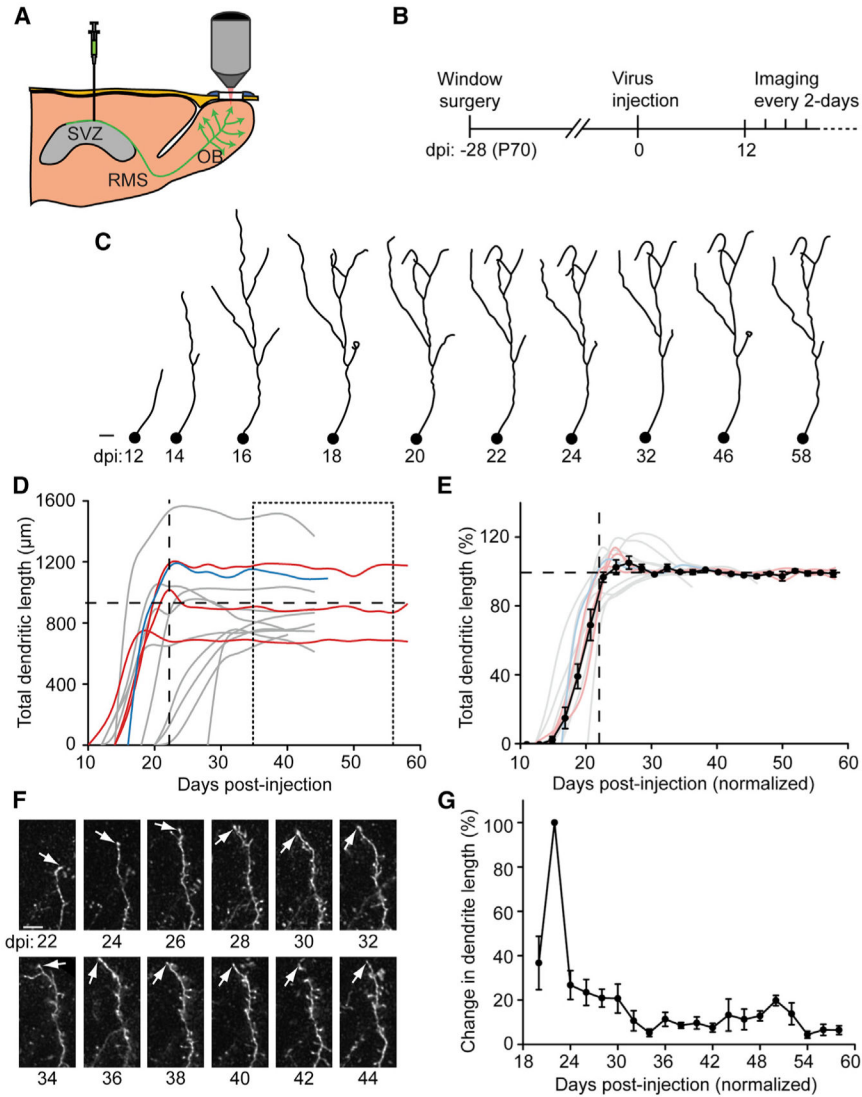 A
SVZ
RMS
OB
B
Window
surgery
Virus
injection
Imaging
every 2-days
dpi: -28 (P70)
0
12
C
dpi:12
14
16
18
20
22
24
32
46
58
D
Total dendritic length (μm)
1600
1200
800
400
0
10
20
30
40
50
60
Days post-injection
E
Total dendritic length (%)
120
80
40
0
10
20
30
40
50
60
Days post-injection (normalized)
F
dpi:22
24
26
28
30
32
34
36
38
40
42
44
G
Change in dendrite length (%)
100
80
60
40
20
0
18
24
30
36
42
48
54
60
Days post-injection (normalized)